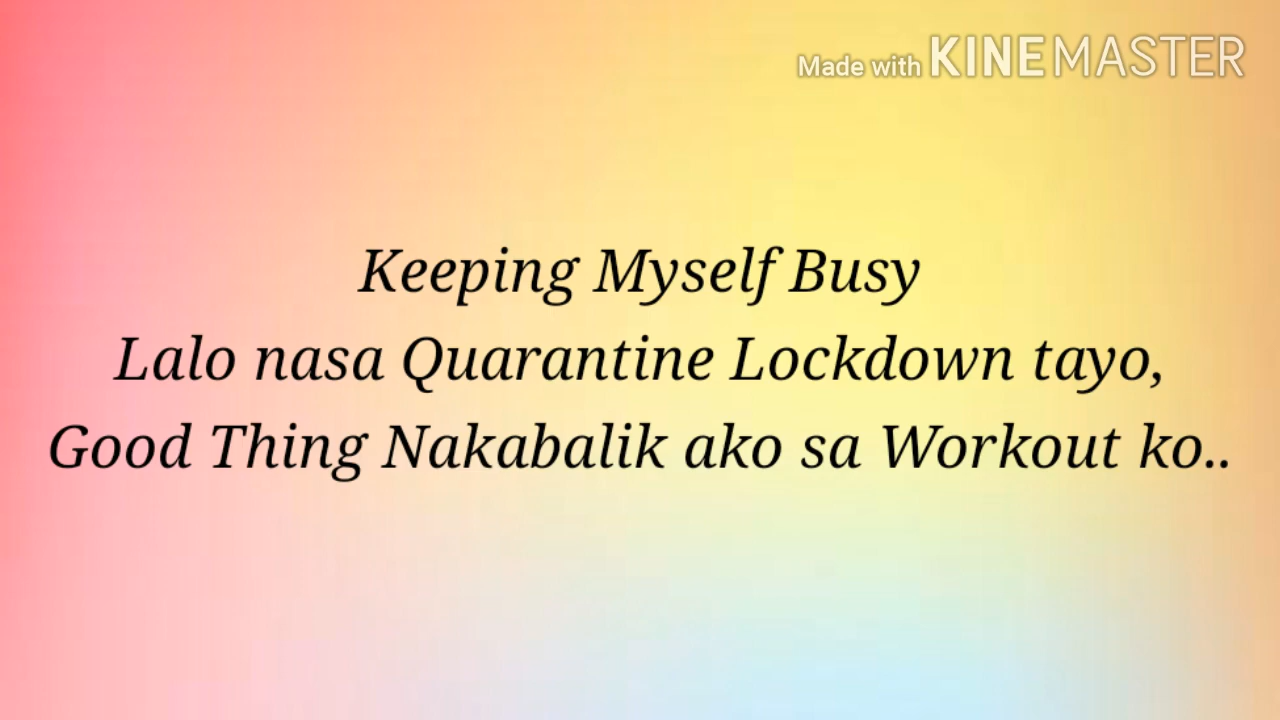 Made with KINEMASTER
Keeping Myself Busy
Lalo nasa Quarantine Lockdown tayo,
Good Thing Nakabalik ako sa Workout ko..